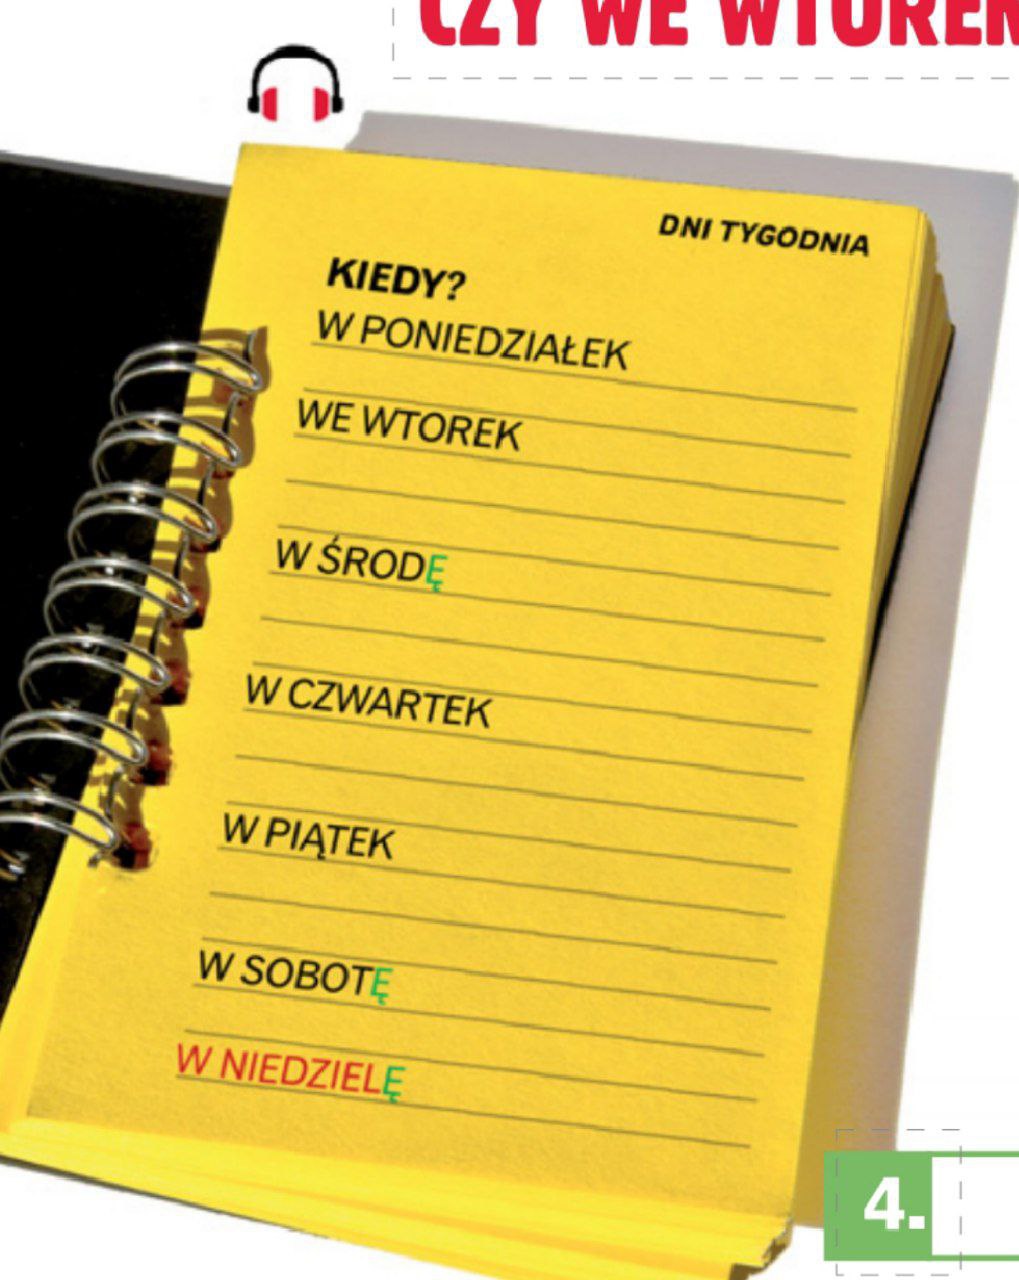 CZY WE WTOREK
DNI TYGODNIA
KIEDY?
W PONIEDZIAŁEK
WE WTOREK
W ŚRODĘ
W CZWARTEK
W PIĄTEK
W SOBOTĘ
W NIEDZIELĘ
4.